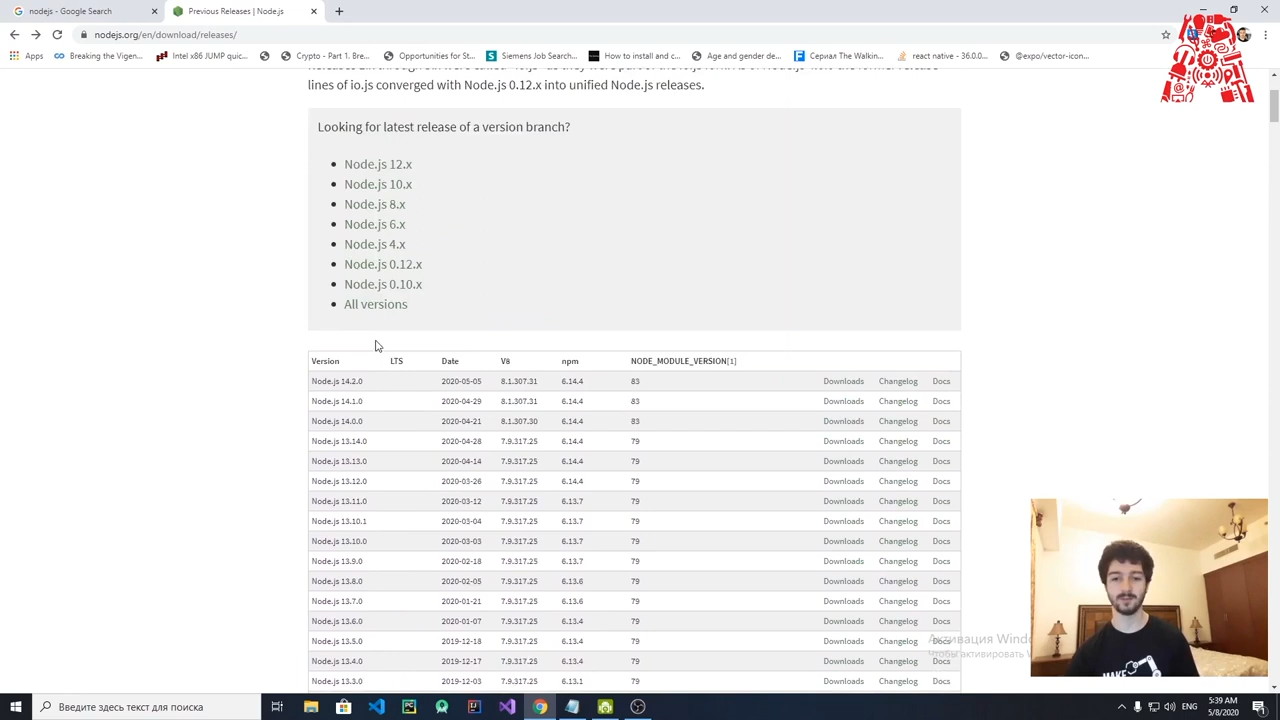 nodejs - Google Search
Previous Releases | Node.js
nodejs.org/en/download/releases/
Apps
Breaking the Vigen...
Intel x86 JUMP quic...
Crypto - Part 1. Bre...
Opportunities for St...
Siemens Job Search...
How to install and c...
Age and gender de...
Сериал The Walkin...
react native - 36.0.0...
@expo/vector-icon...
lines of io.js converged with Node.js 0.12.x into unified Node.js releases.
Looking for latest release of a version branch?
Node.js 12.x
Node.js 10.x
Node.js 8.x
Node.js 6.x
Node.js 4.x
Node.js 0.12.x
Node.js 0.10.x
All versions
Version LTS Date V8 npm NODE_MODULE_VERSION[1]
Node.js 14.2.0 2020-05-05 8.1.307.31 6.14.4 83 Downloads Changelog Docs
Node.js 14.1.0 2020-04-29 8.1.307.31 6.14.4 83 Downloads Changelog Docs
Node.js 14.0.0 2020-04-21 8.1.307.30 6.14.4 83 Downloads Changelog Docs
Node.js 13.14.0 2020-04-28 7.9.317.25 6.14.4 79 Downloads Changelog Docs
Node.js 13.13.0 2020-04-14 7.9.317.25 6.14.4 79 Downloads Changelog Docs
Node.js 13.12.0 2020-03-26 7.9.317.25 6.14.4 79 Downloads Changelog Docs
Node.js 13.11.0 2020-03-12 7.9.317.25 6.13.7 79 Downloads Changelog Docs
Node.js 13.10.1 2020-03-04 7.9.317.25 6.13.7 79 Downloads Changelog Docs
Node.js 13.10.0 2020-03-03 7.9.317.25 6.13.7 79 Downloads Changelog Docs
Node.js 13.9.0 2020-02-18 7.9.317.25 6.13.7 79 Downloads Changelog Docs
Node.js 13.8.0 2020-02-05 7.9.317.25 6.13.6 79 Downloads Changelog Docs
Node.js 13.7.0 2020-01-21 7.9.317.25 6.13.6 79 Downloads Changelog Docs
Node.js 13.6.0 2020-01-07 7.9.317.25 6.13.4 79 Downloads Changelog Docs
Node.js 13.5.0 2019-12-18 7.9.317.25 6.13.4 79 Downloads Changelog Docs
Node.js 13.4.0 2019-12-17 7.9.317.25 6.13.4 79 Downloads Changelog Docs
Node.js 13.3.0 2019-12-03 7.9.317.25 6.13.1 79 Downloads Changelog Docs
Активация Windo
Чтобы активировать W
MAKE
Введите здесь текст для поиска
ENG
5:39 AM
5/8/2020